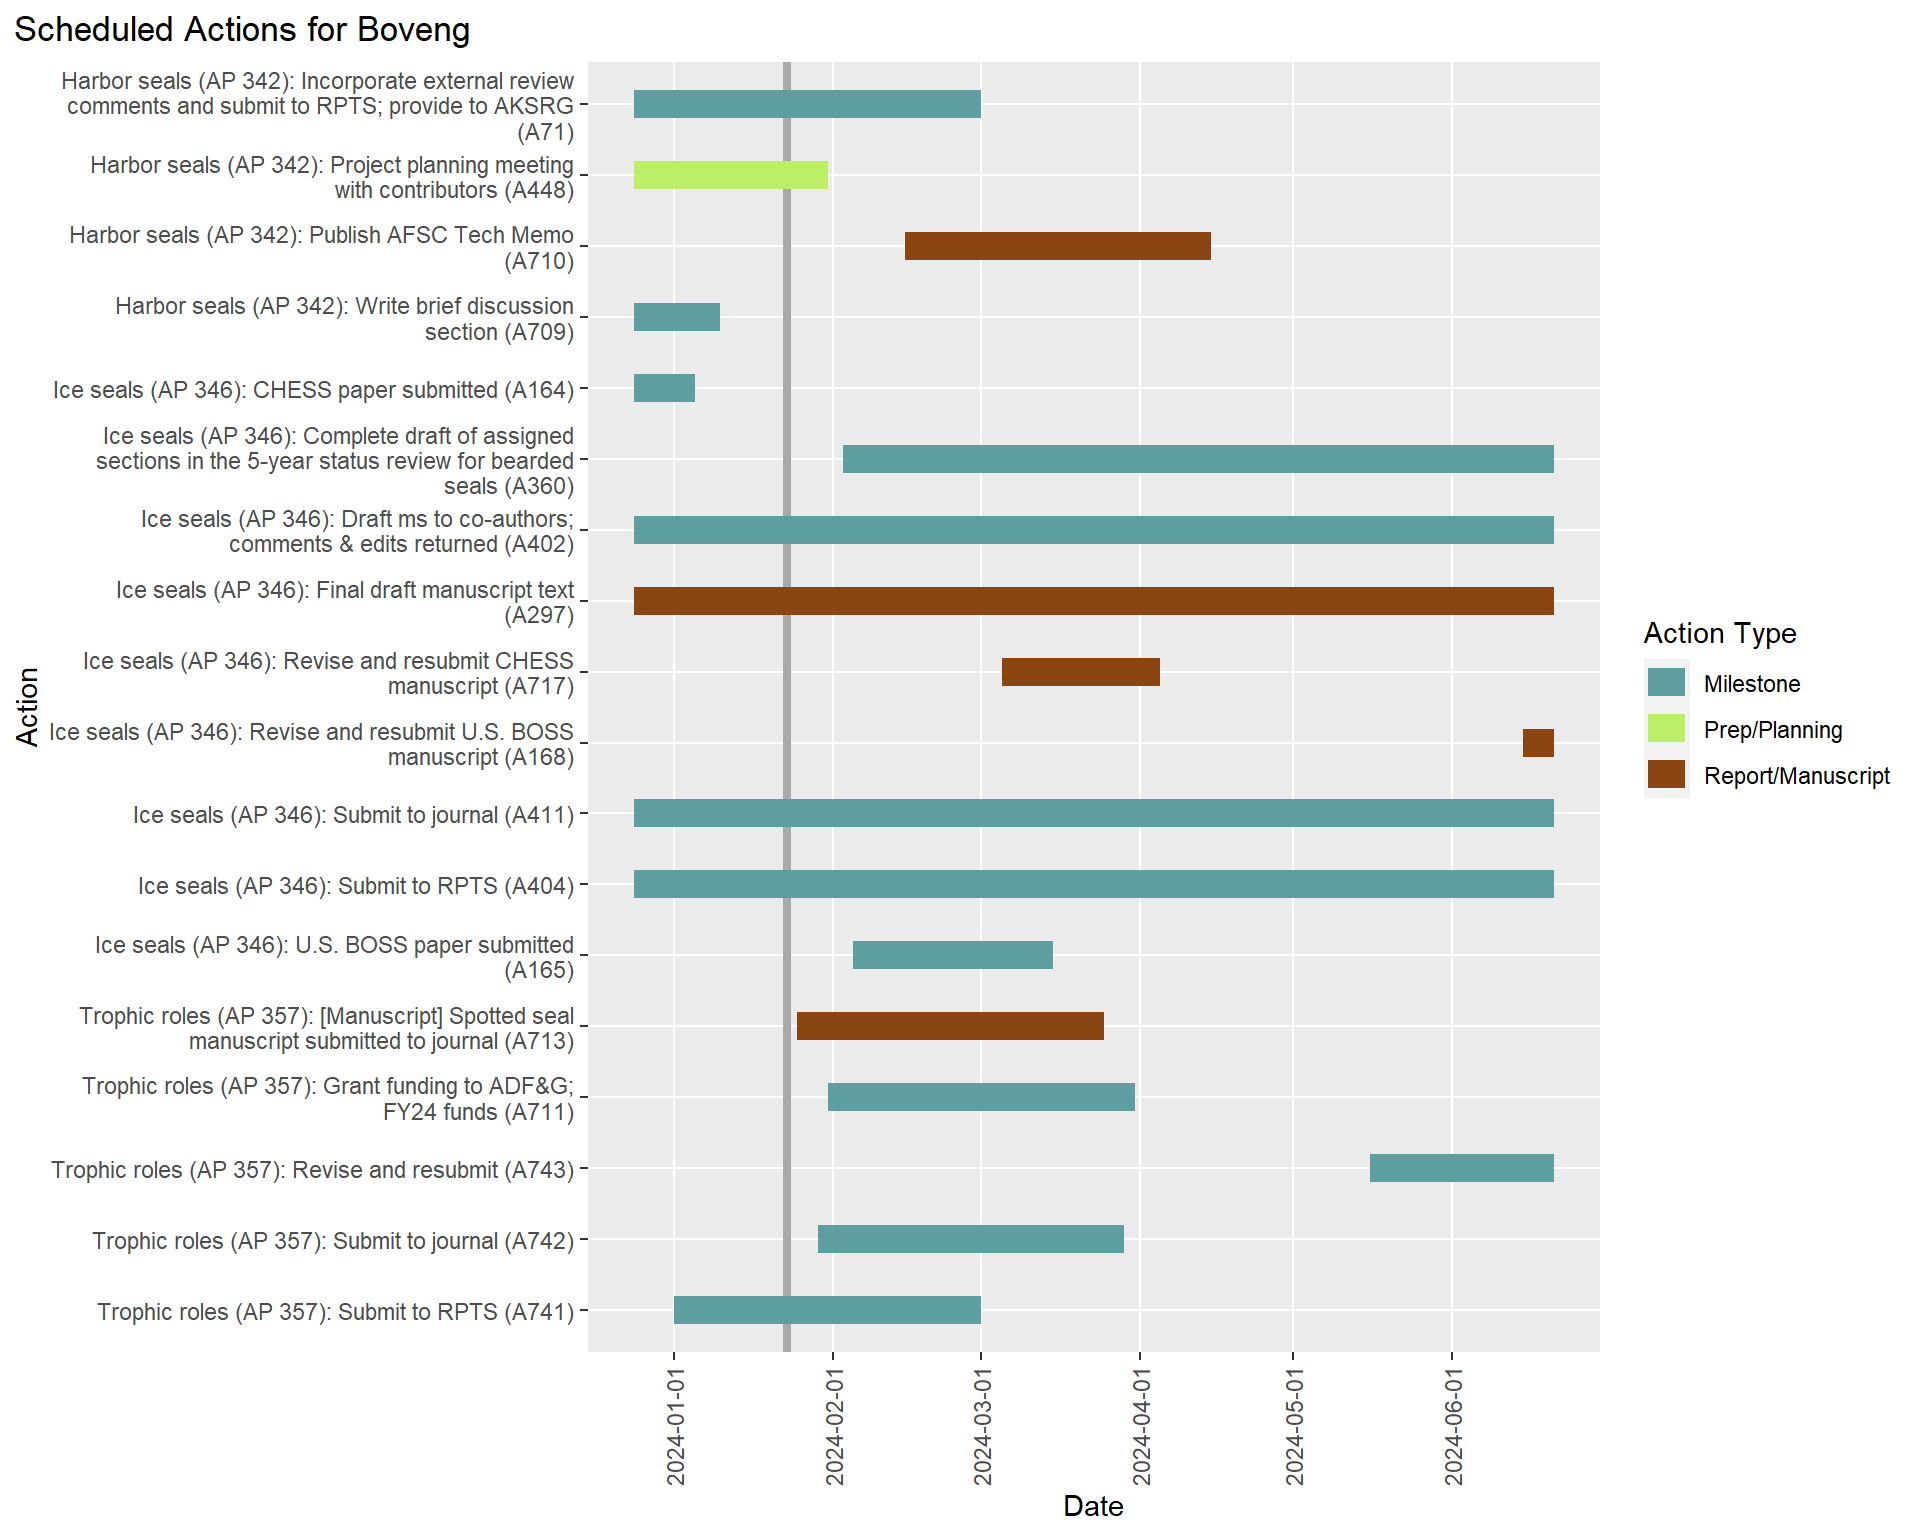 Scheduled Actions for Boveng
Harbor seals (AP 342): Incorporate external review
comments and submit to RPTS; provide to AKSRG
(A71)
Harbor seals (AP 342): Project planning meeting
with contributors (A448)
Harbor seals (AP 342): Publish AFSC Tech Memo
(A710)
Harbor seals (AP 342): Write brief discussion
section (A709)
Ice seals (AP 346): CHESS paper submitted (A164)
Ice seals (AP 346): Complete draft of assigned
sections in the 5-year status review for bearded
seals (A360)
Ice seals (AP 346): Draft ms to co-authors;
comments & edits returned (A402)
Ice seals (AP 346): Final draft manuscript text
(A297)
Ice seals (AP 346): Revise and resubmit CHESS
manuscript (A717)
Ice seals (AP 346): Revise and resubmit U.S. BOSS
manuscript (A168)
Ice seals (AP 346): Submit to journal (A411)
Ice seals (AP 346): Submit to RPTS (A404)
Ice seals (AP 346): U.S. BOSS paper submitted
(A165)
Trophic roles (AP 357): [Manuscript] Spotted seal
manuscript submitted to journal (A713)
Trophic roles (AP 357): Grant funding to ADF&G;
FY24 funds (A711)
Trophic roles (AP 357): Revise and resubmit (A743)
Trophic roles (AP 357): Submit to journal (A742)
Trophic roles (AP 357): Submit to RPTS (A741)
Action
2024-01-01
2024-02-01
2024-03-01
2024-04-01
2024-05-01
2024-06-01
Date
Action Type
Milestone
Prep/Planning
Report/Manuscript